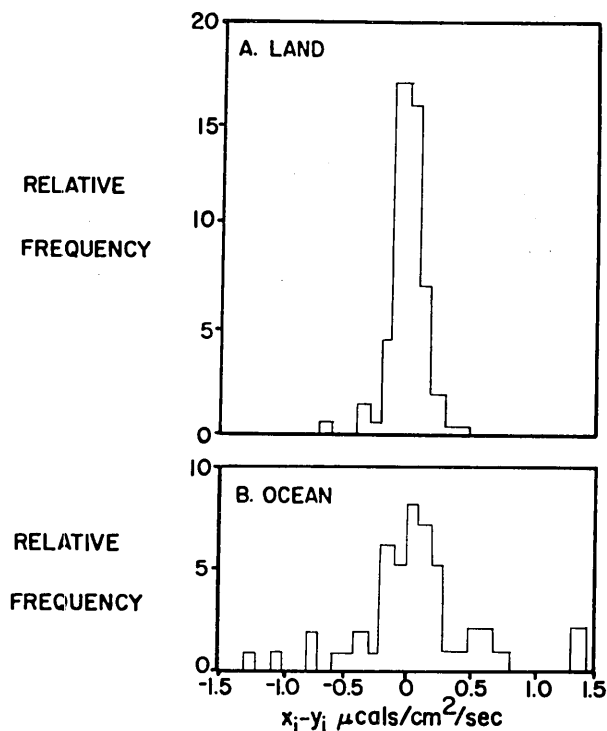 20
A. LAND
15
RELATIVE
10
FREQUENCY
5
0
10
B. OCEAN
RELATIVE
5
FREQUENCY
0
-1.5 -1.0 -0.5 0 0.5 1.0 1.5
xi-yi μcals/cm²/sec